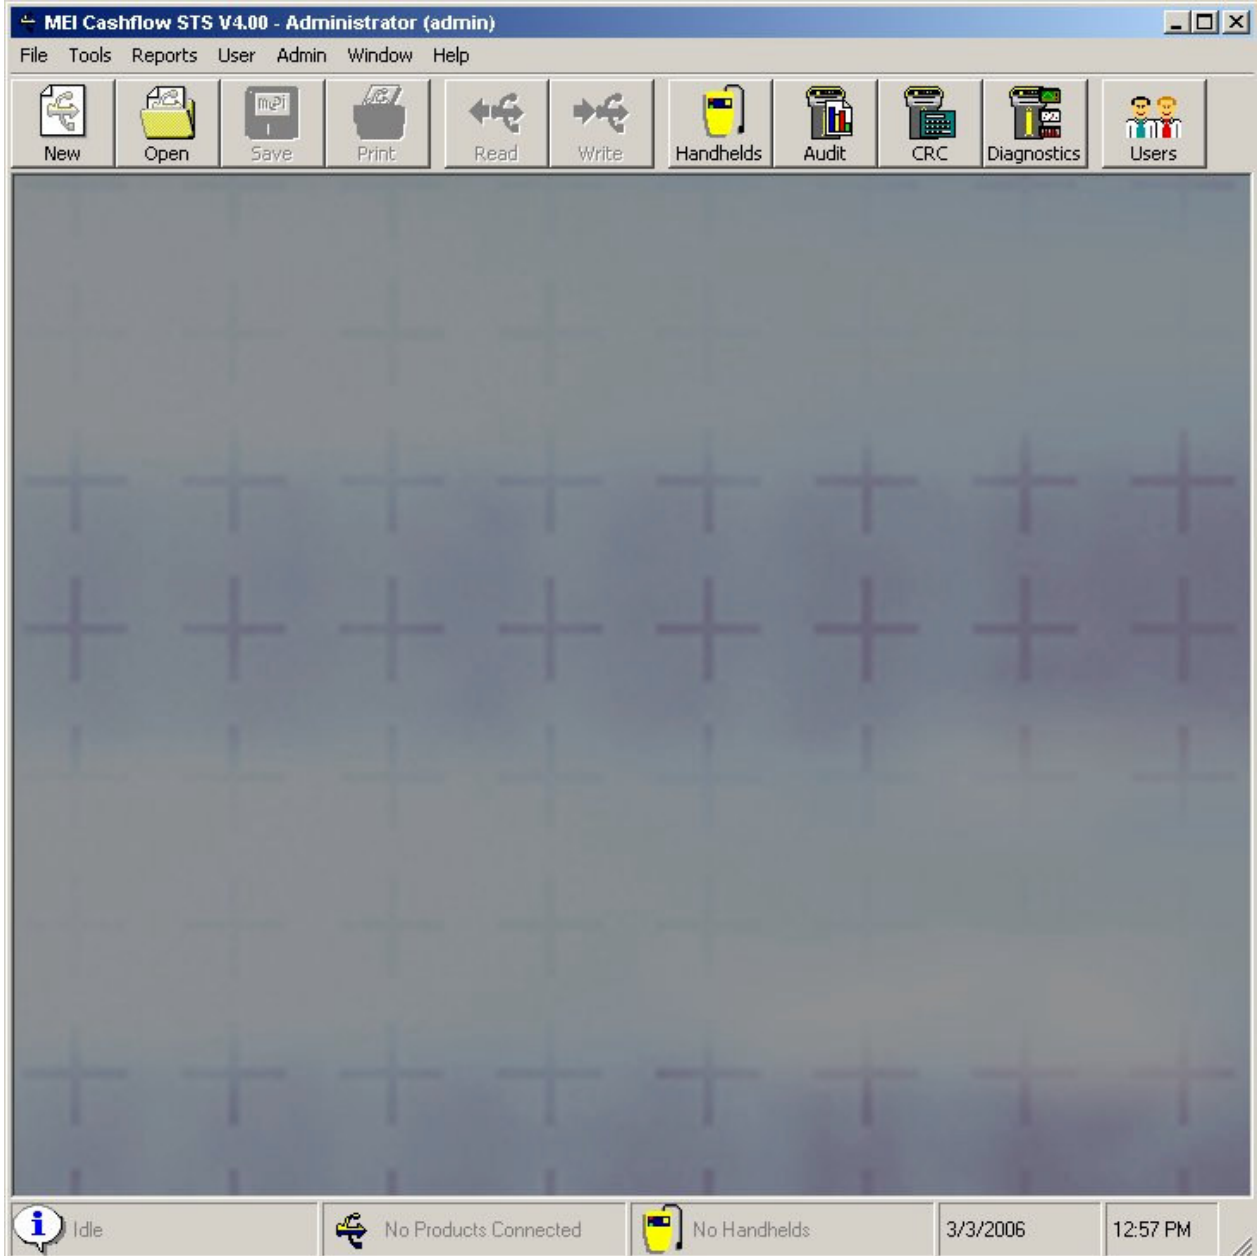 MEI Cashflow STS V4.00 - Administrator (admin)
File Tools Reports User Admin Window Help
New Open Save Print Read Write Handhelds Audit CRC Diagnostics Users
Idle No Products Connected No Handhelds 3/3/2006 12:57 PM